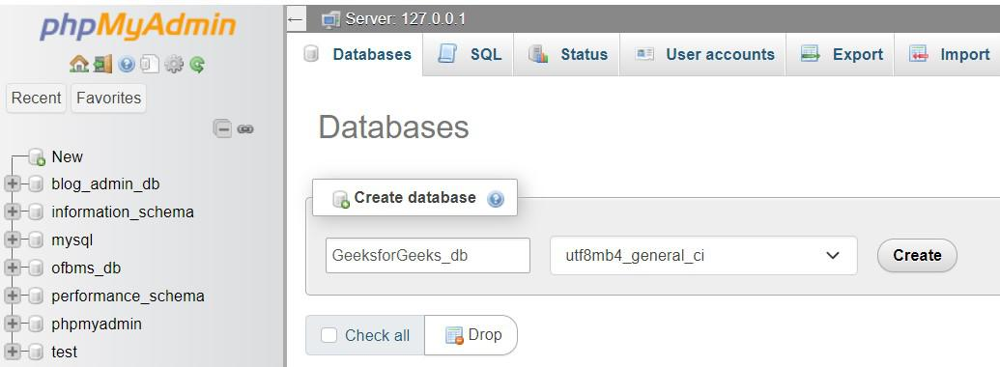 phpMyAdmin
Recent Favorites
New
blog_admin_db
information_schema
mysql
ofbms_db
performance_schema
phpmyadmin
test
Server: 127.0.0.1
Databases SQL Status User accounts Export Import
Databases
Create database
GeeksforGeeks_db utf8mb4_general_ci Create
Check all Drop